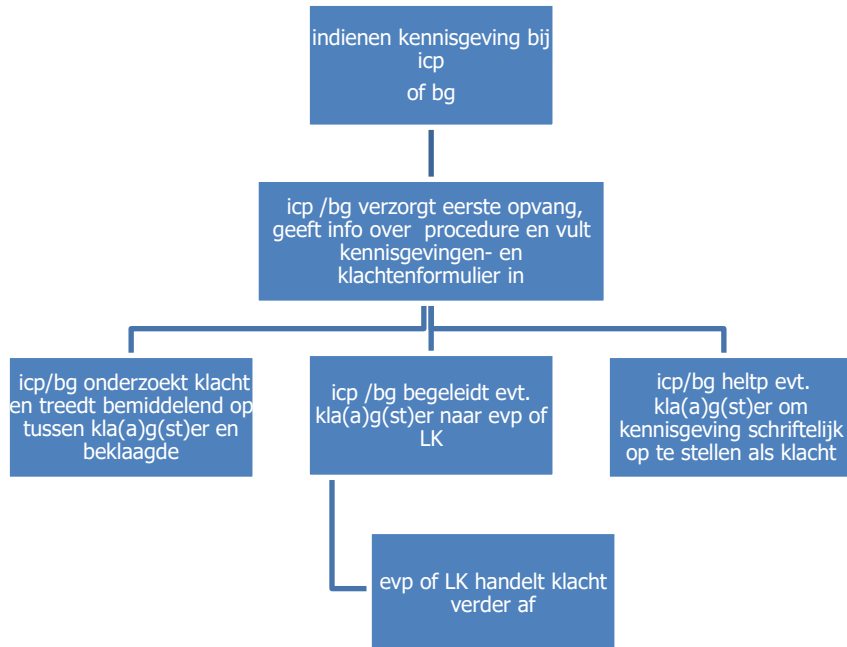 indienen kennisgeving bij
icp
of bg
icp /bg verzorgt eerste opvang,
geeft info over procedure en vult
kennisgevingen- en
klachtenformulier in
icp/bg onderzoekt klacht
en treedt bemiddelend op
tussen kla(a)g(st)er en
beklaagde
icp /bg begeleidt evt.
kla(a)g(st)er naar evp of
LK
icp/bg heltp evt.
kla(a)g(st)er om
kennisgeving schriftelijk
op te stellen als klacht
evp of LK handelt klacht
verder af